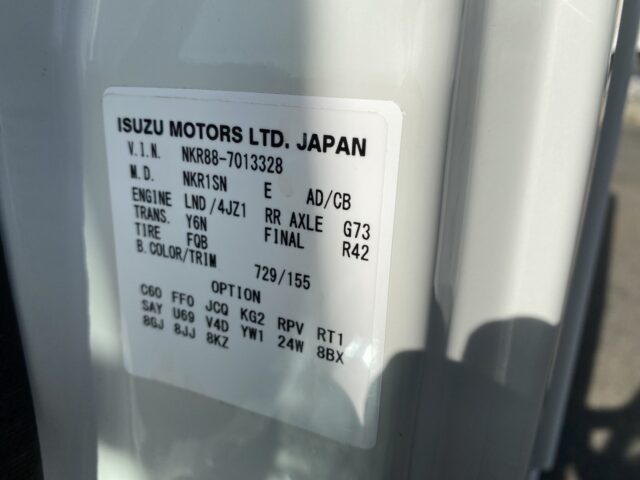 ISUZU MOTORS LTD. JAPAN
V.I.N. NKR88-7013328
M.D. NKR1SN E AD/CB
ENGINE LND/4JZ1 RR AXLE G73
TRANS. Y6N FINAL R42
TIRE FQB
B.COLOR/TRIM 729/155
OPTION
C60 FF0 JCQ KG2 RPV RT1
SAY U69 V4D YW1 24W 8BX
8GJ 8JJ 8KZ